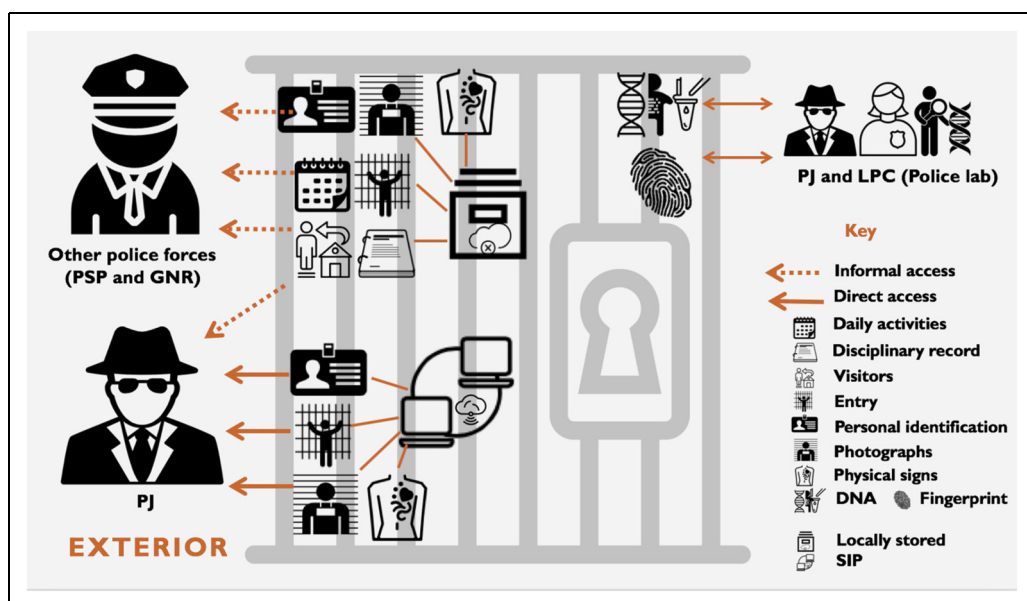 Other police forces
(PSP and GNR)
PJ
EXTERIOR
PJ and LPC (Police lab)
Key
Informal access
Direct access
Daily activities
Disciplinary record
Visitors
Entry
Personal identification
Photographs
Physical signs
DNA Fingerprint
Locally stored
SIP